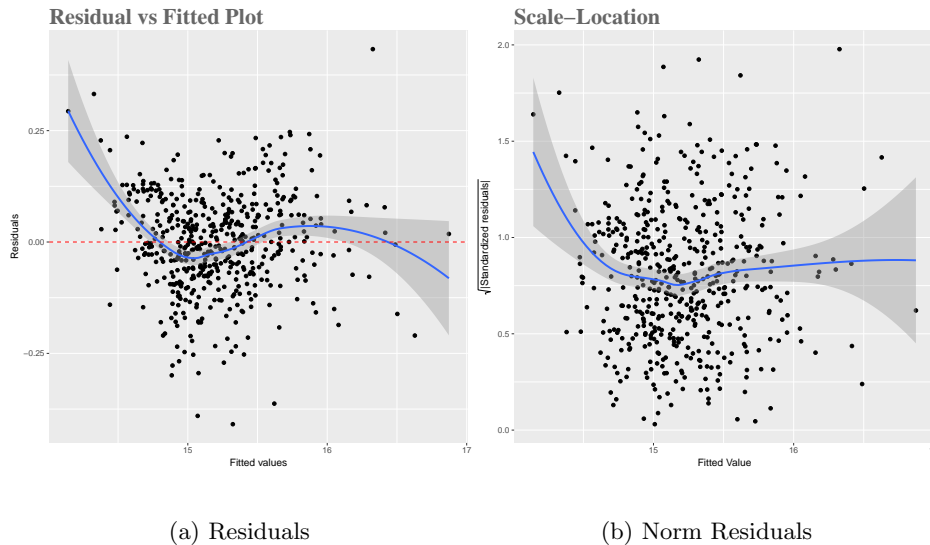 Residual vs Fitted Plot
Residuals
0.25
0.00
−0.25
15
16
17
Fitted values
(a) Residuals
Scale−Location
√|Standardized residuals|
2.0
1.5
1.0
0.5
0.0
15
16
Fitted Value
(b) Norm Residuals